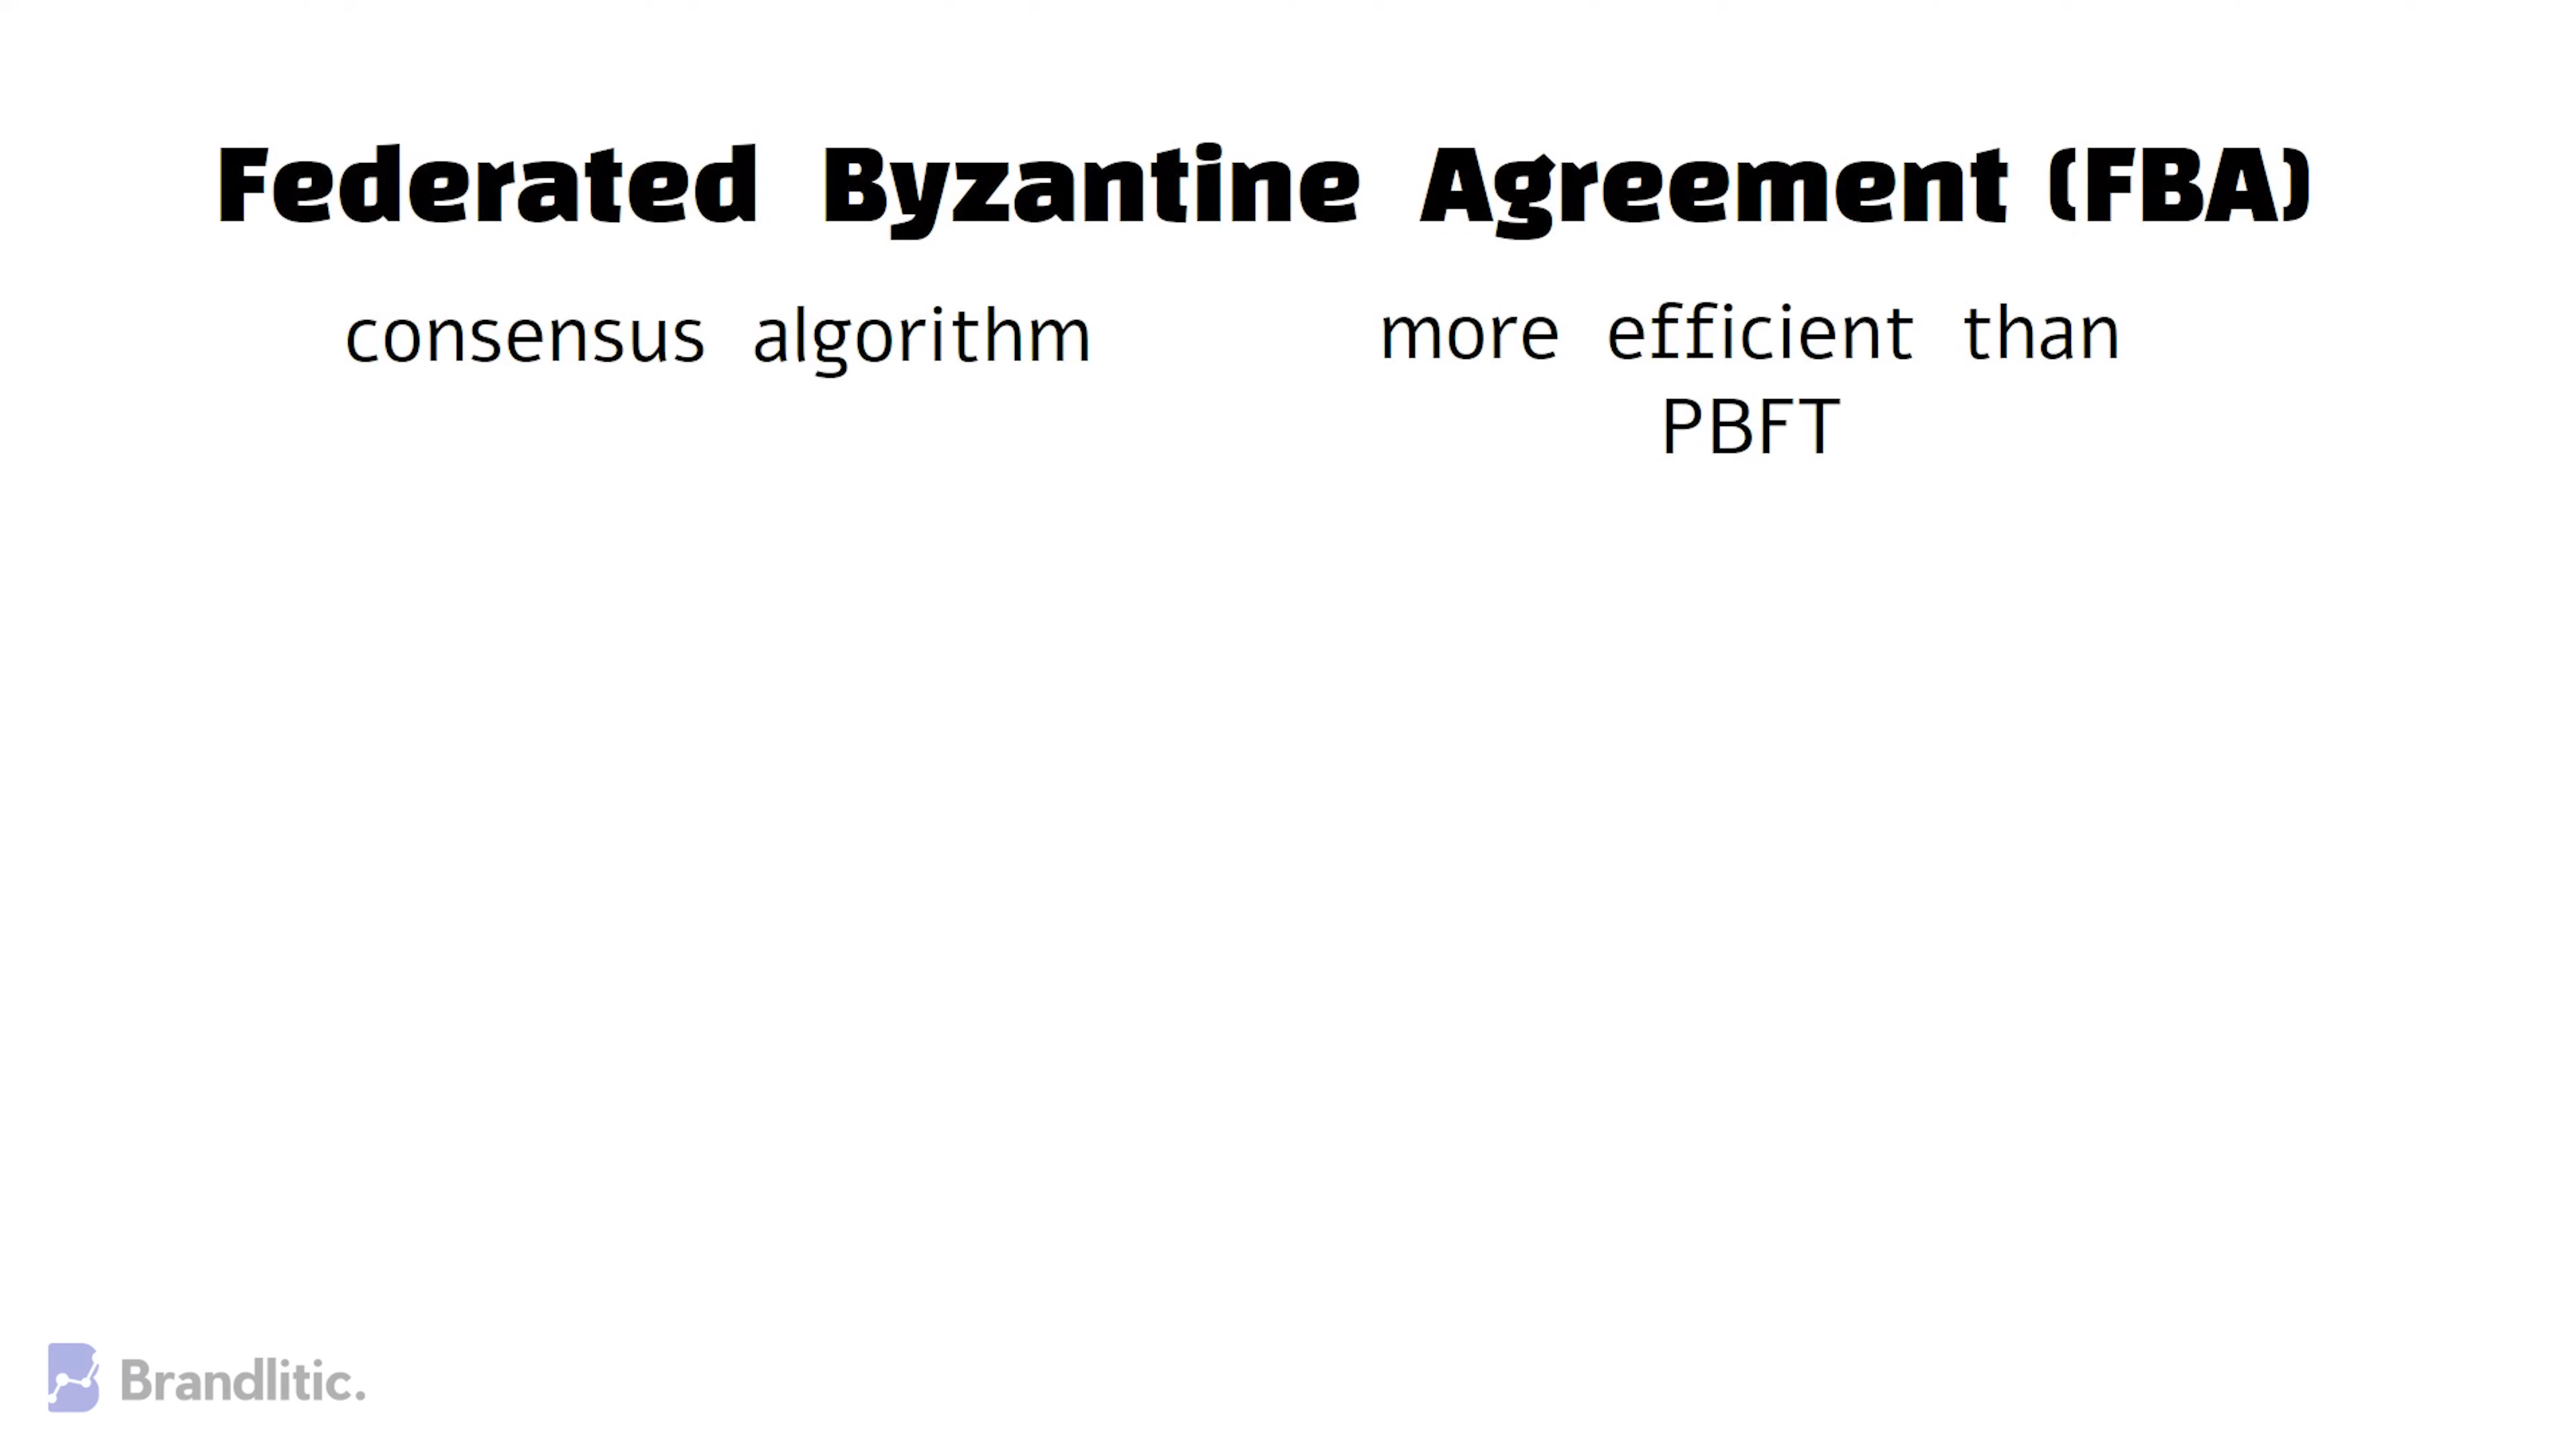 Federated Byzantine Agreement (FBA)
consensus algorithm
more efficient than
PBFT
Brandlitic.